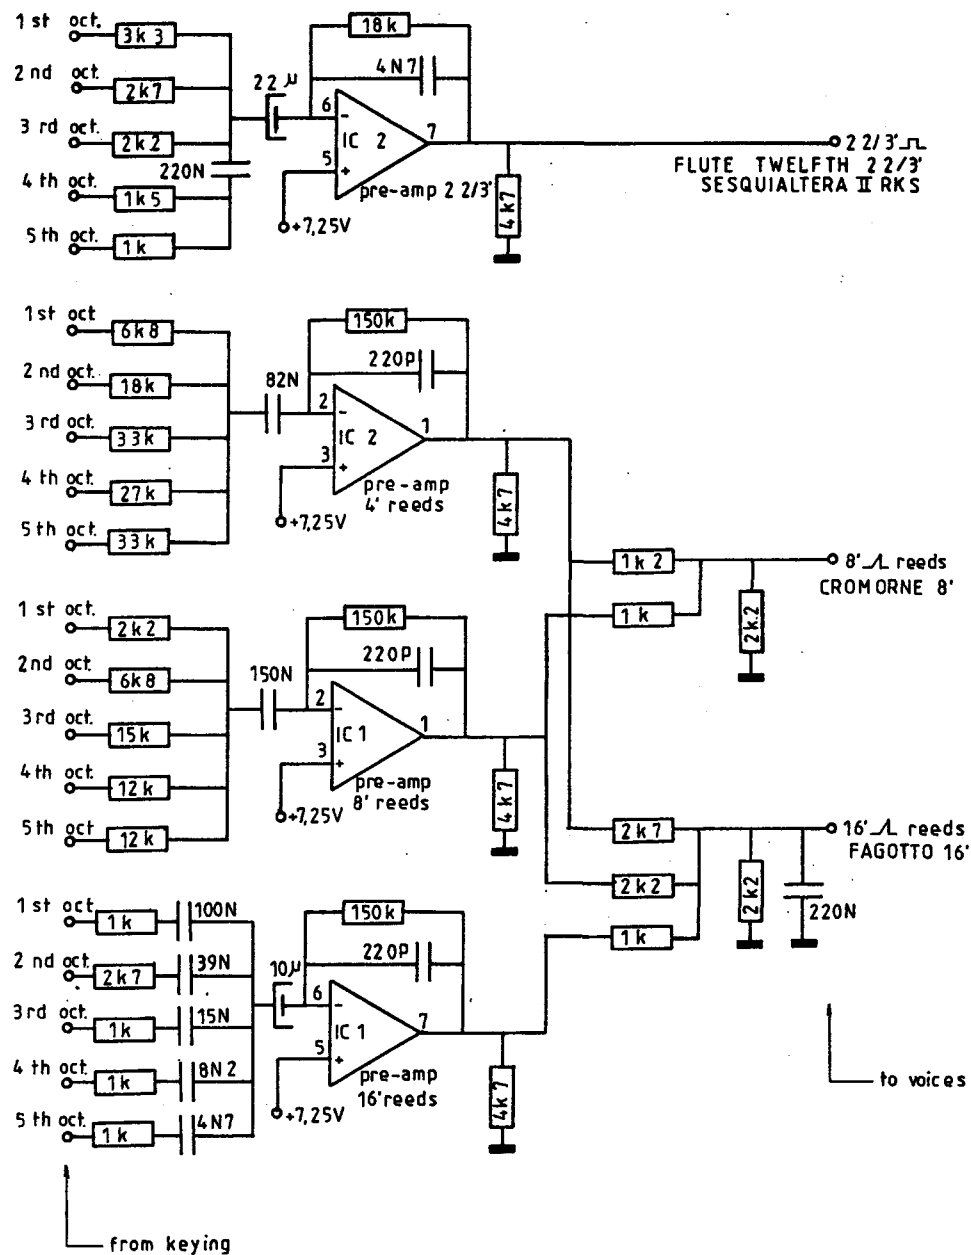 1 st oct.
3k3
2 nd oct.
2k7
3 rd oct.
2k2
220N
4 th oct.
1k5
5 th oct.
1k
22 μ
18k
4N7
6
-
IC 2
7
5
+
pre-amp 2 2/3'
+7,25V
4k7
2 2/3'
FLUTE TWELFTH 2 2/3'
SESQUIALTERA II RKS
1st oct
6k8
2nd oct.
18k
3 rd oct.
33k
4 th oct.
27k
5 th oct.
33k
82N
150k
220P
2
-
IC 2
1
3
+
pre-amp
4' reeds
+7,25V
4k7
1k2
1k
2k2
8' reeds
CROMORNE 8'
1 st oct.
2k2
2nd oct.
6k8
3rd oct.
15k
4 th oct.
12k
5th oct
12k
150N
150k
220P
2
-
IC 1
1
3
+
pre-amp
8' reeds
+7,25V
4k7
2k7
2k2
1k
2k2
220N
16' reeds
FAGOTTO 16'
1 st oct.
1k
100N
2 nd oct.
2k7
39N
3rd oct.
1k
15N
4 th oct.
1k
8N2
5 th oct.
1k
4N7
10μ
150k
220P
6
-
IC 1
7
5
+
pre-amp
16' reeds
+7,25V
4k7
to voices
from keying